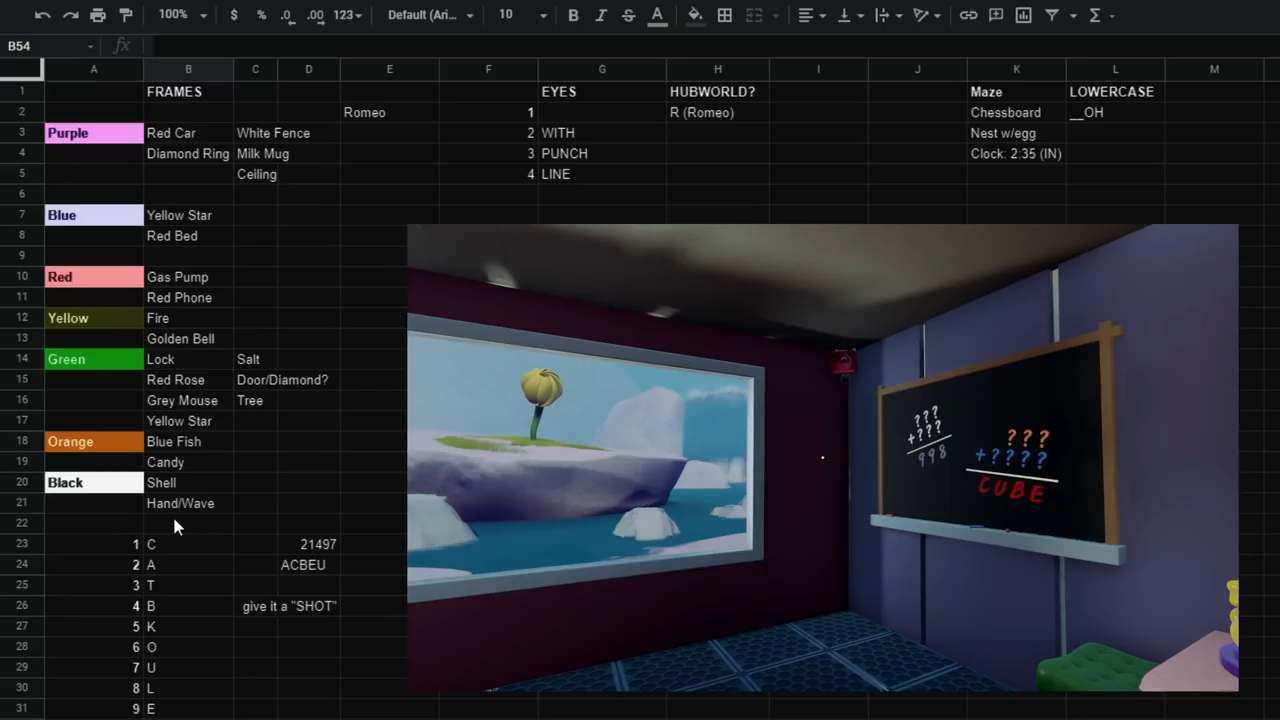 100% $ % .0 .00 123 Default (Ari... 10 B I S A
B54 fx
A B C D E F G H I J K L M
1 FRAMES EYES HUBWORLD? Maze LOWERCASE
2 Romeo 1 R (Romeo) Chessboard __OH
3 Purple Red Car White Fence 2 WITH Nest w/egg
4 Diamond Ring Milk Mug 3 PUNCH Clock: 2:35 (IN)
5 Ceiling 4 LINE
6
7 Blue Yellow Star
8 Red Bed
9
10 Red Gas Pump
11 Red Phone
12 Yellow Fire
13 Golden Bell
14 Green Lock Salt
15 Red Rose Door/Diamond?
16 Grey Mouse Tree
17 Yellow Star
18 Orange Blue Fish
19 Candy
20 Black Shell
21 Hand/Wave
22
23 1 C 21497
24 2 A ACBEU
25 3 T
26 4 B give it a "SHOT"
27 5 K
28 6 O
29 7 U
30 8 L
31 9 E
???
+???
998
???
+????
CUBE